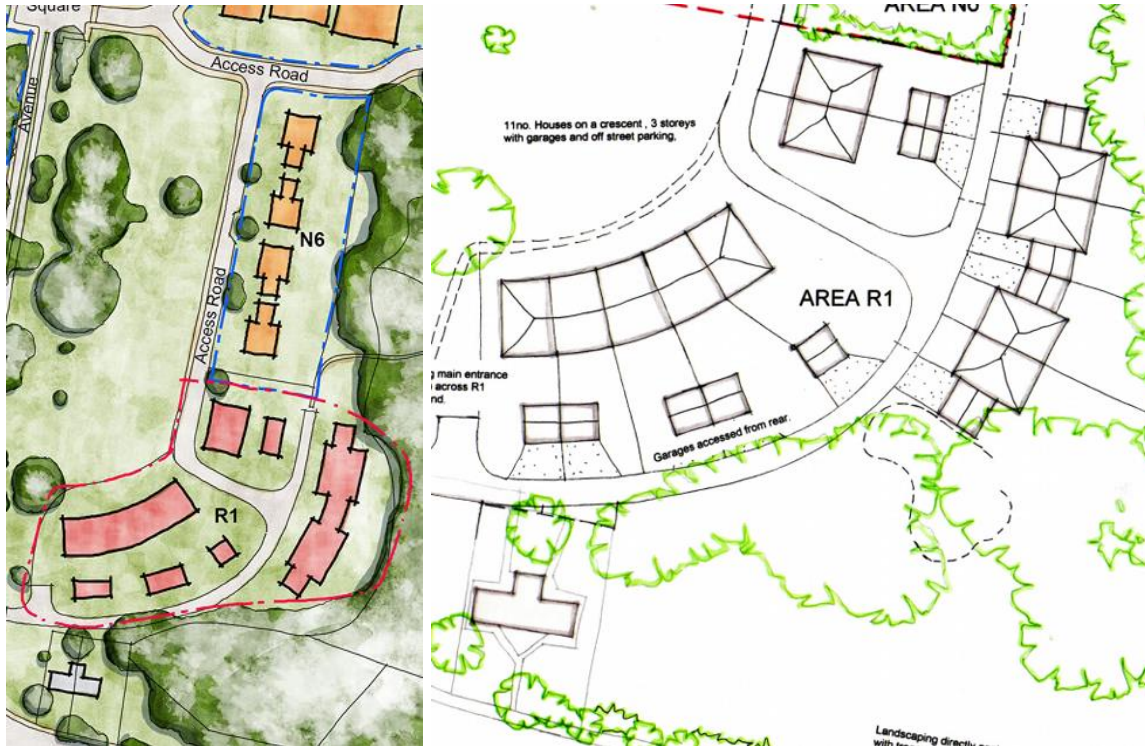 Square
Avenue
Access Road
N6
Access Road
R1
AREA N6
11no. Houses on a crescent , 3 storeys
with garages and off street parking,
AREA R1
main entrance
across R1
Garages accessed from rear.
Landscaping directly
with